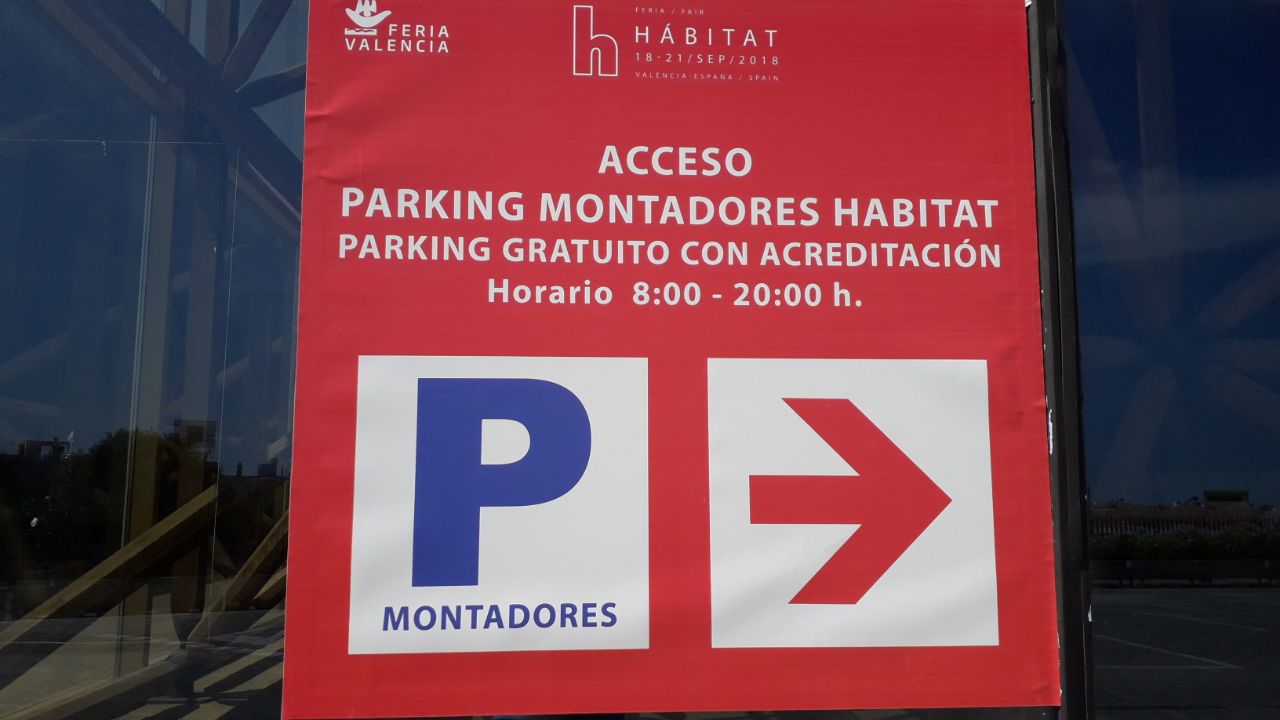 FERIA
VALENCIA
h
FERIA / FAIR
HÁBITAT
18-21/SEP/2018
VALENCIA-ESPAÑA / SPAIN
ACCESO
PARKING MONTADORES HABITAT
PARKING GRATUITO CON ACREDITACIÓN
Horario 8:00 - 20:00 h.
P
MONTADORES